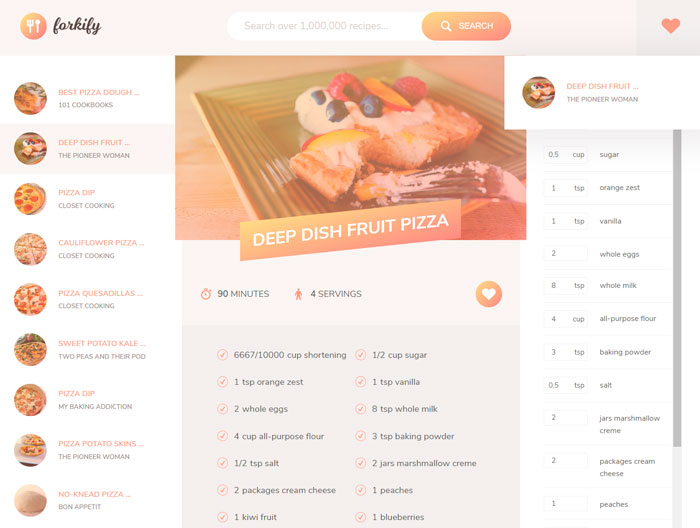 forkify
Search over 1,000,000 recipes...
SEARCH
BEST PIZZA DOUGH ...
101 COOKBOOKS
DEEP DISH FRUIT ...
THE PIONEER WOMAN
PIZZA DIP
CLOSET COOKING
CAULIFLOWER PIZZA ...
CLOSET COOKING
PIZZA QUESADILLAS ...
CLOSET COOKING
SWEET POTATO KALE ...
TWO PEAS AND THEIR POD
PIZZA DIP
MY BAKING ADDICTION
PIZZA POTATO SKINS ...
THE PIONEER WOMAN
NO-KNEAD PIZZA ...
BON APPETIT
DEEP DISH FRUIT PIZZA
90 MINUTES
4 SERVINGS
6667/10000 cup shortening
1/2 cup sugar
1 tsp orange zest
1 tsp vanilla
2 whole eggs
8 tsp whole milk
4 cup all-purpose flour
3 tsp baking powder
1/2 tsp salt
2 jars marshmallow creme
2 packages cream cheese
1 peaches
1 kiwi fruit
1 blueberries
DEEP DISH FRUIT ...
THE PIONEER WOMAN
0.5 cup sugar
1 tsp orange zest
1 tsp vanilla
2 whole eggs
8 tsp whole milk
4 cup all-purpose flour
3 tsp baking powder
0.5 tsp salt
2 jars marshmallow
creme
2 packages cream
cheese
1 peaches